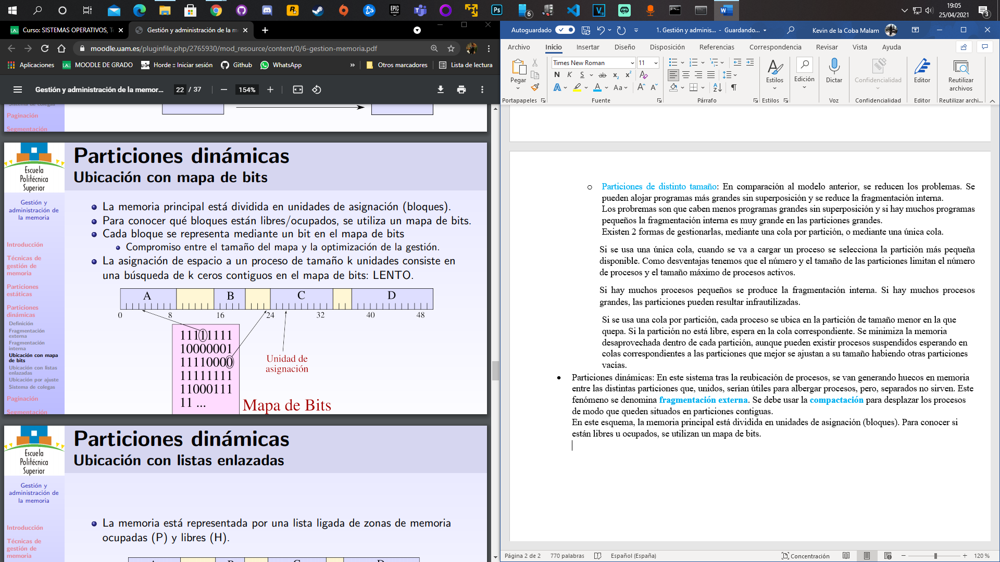 19:05
25/04/2021
Curso: SISTEMAS OPERATIVOS, T
Gestión y administración de la m
moodle.uam.es/pluginfile.php/2765930/mod_resource/content/0/6-gestion-memoria.pdf
Aplicaciones MOODLE DE GRADO Horde :: Iniciar sesión Github WhatsApp » Otros marcadores Lista de lectura
Gestión y administración de la memor... 22 / 37 — 154% +
Sistema de colegas
Paginación
Segmentación
Escuela
Politécnica
Superior
Gestión y
administración de
la memoria
Introducción
Técnicas de
gestión de
memoria
Particiones
estáticas
Particiones
dinámicas
Definición
Fragmentación
externa
Fragmentación
interna
Ubicación con mapa
de bits
Ubicación con listas
enlazadas
Ubicación por ajuste
Sistema de colegas
Paginación
Segmentación
Particiones dinámicas
Ubicación con mapa de bits
La memoria principal está dividida en unidades de asignación (bloques).
Para conocer qué bloques están libres/ocupados, se utiliza un mapa de bits.
Cada bloque se representa mediante un bit en el mapa de bits
Compromiso entre el tamaño del mapa y la optimización de la gestión.
La asignación de espacio a un proceso de tamaño k unidades consiste en
una búsqueda de k ceros contiguos en el mapa de bits: LENTO.
A B C D
0 8 16 24 32 40 48
11111111
10000001
11110000
11111111
11000111
11 ...
Unidad de
asignación
Mapa de Bits
Escuela
Politécnica
Superior
Gestión y
administración de
la memoria
Introducción
Técnicas de
gestión de
memoria
Particiones dinámicas
Ubicación con listas enlazadas
La memoria está representada por una lista ligada de zonas de memoria
ocupadas (P) y libres (H).
A B C D
Autoguardado 1. Gestión y adminis... - Guardando... Kevin de la Coba Malam
Archivo Inicio Insertar Diseño Disposición Referencias Correspondencia Revisar Vista Ayuda
Times New Roman 11
N K S ab x₂ x²
A A Aa A A
Pegar Estilos Edición Dictar Confidencialidad Editor Reutilizar
archivos
Portapapeles Fuente Párrafo Estilos Voz Confidencialidad Editor Reutilizar archi...
o Particiones de distinto tamaño: En comparación al modelo anterior, se reducen los problemas. Se
pueden alojar programas más grandes sin superposición y se reduce la fragmentación interna.
Los probremas son que caben menos programas grandes sin superposición y si hay muchos programas
pequeños la fragmentación interna es muy grande en las particiones grandes.
Existen 2 formas de gestionarlas, mediante una cola por partición, o mediante una única cola.
Si se usa una única cola, cuando se va a cargar un proceso se selecciona la partición más pequeña
disponible. Como desventajas tenemos que el número y el tamaño de las particiones limitan el número
de procesos y el tamaño máximo de procesos activos.
Si hay muchos procesos pequeños se produce la fragmentación interna. Si hay muchos procesos
grandes, las particiones pueden resultar infrautilizadas.
Si se usa una cola por partición, cada proceso se ubica en la partición de tamaño menor en la que
quepa. Si la partición no está libre, espera en la cola correspondiente. Se minimiza la memoria
desaprovechada dentro de cada partición, aunque pueden existir procesos suspendidos esperando en
colas correspondientes a las particiones que mejor se ajustan a su tamaño habiendo otras particiones
vacías.
• Particiones dinámicas: En este sistema tras la reubicación de procesos, se van generando huecos en memoria
entre las distintas particiones que, unidos, serían útiles para albergar procesos, pero, separados no sirven. Este
fenómeno se denomina fragmentación externa. Se debe usar la compactación para desplazar los procesos
de modo que queden situados en particiones contiguas.
En este esquema, la memoria principal está dividida en unidades de asignación (bloques). Para conocer si
están libres u ocupados, se utilizan un mapa de bits.
Página 2 de 2 770 palabras Español (España) Concentración 120 %